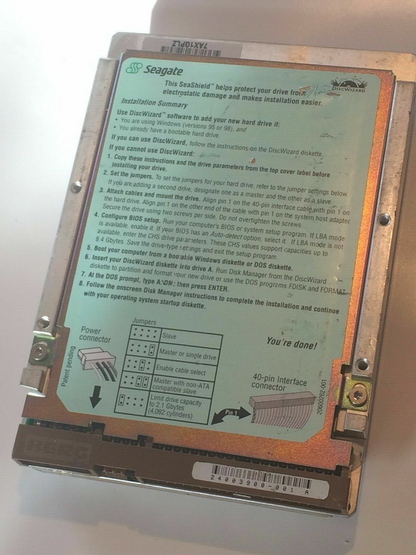 7AX1QPLZ
Seagate
DISCWIZARD
This SeaShield™ helps protect your drive from
electrostatic damage and makes installation easier.
Installation Summary
Use DiscWizard™ software to add your new hard drive if:
• You are using Windows (versions 95 or 98), and
• You already have a bootable hard drive.
If you can use DiscWizard, follow the instructions on the DiscWizard diskette.
If you cannot use DiscWizard:
1. Copy these instructions and the drive parameters from the top cover label before
installing your drive.
2. Set the jumpers. To set the jumpers for your hard drive, refer to the jumper settings below.
If you are adding a second drive, designate one as a master and the other as a slave.
3. Attach cables and mount the drive. Align pin 1 on the 40-pin interface cable with pin 1 on
the hard drive. Align pin 1 on the other end of the cable with pin 1 on the system host adapter.
Secure the drive using two screws per side. Do not overtighten the screws.
4. Configure BIOS setup. Run your computer's BIOS or system setup program. If LBA mode
is available, enable it. If your BIOS has an Auto-detect option, select it. If LBA mode is not
available, enter the CHS drive parameters. These CHS values support capacities up to
8.4 Gbytes. Save the drive-type settings and exit the setup program.
5. Boot your computer from a bootable Windows diskette or DOS diskette.
6. Insert your DiscWizard diskette into drive A. Run Disk Manager from the DiscWizard
diskette to partition and format your new drive or use the DOS programs FDISK and FORMAT.
7. At the DOS prompt, type A:\DM; then press ENTER.
8. Follow the onscreen Disk Manager instructions to complete the installation and continue
with your operating system startup diskette.
Jumpers
Slave
Master or single drive
Enable cable select
Master with non-ATA
compatible slave
Limit drive capacity
to 2.1 Gbytes
(4,092 cylinders)
Power
connector
You're done!
40-pin Interface
connector
Pin 1
Patent pending
24003900-001 A